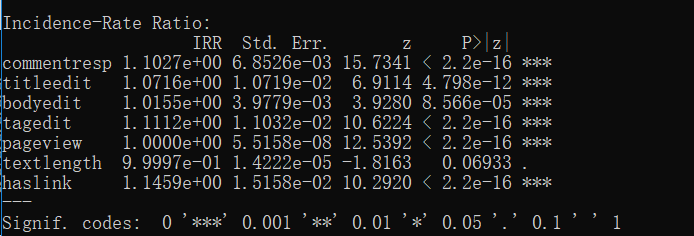 Incidence-Rate Ratio:
IRR Std. Err. z P>|z|
commentresp 1.1027e+00 6.8526e-03 15.7341 < 2.2e-16 ***
titleedit 1.0716e+00 1.0719e-02 6.9114 4.798e-12 ***
bodyedit 1.0155e+00 3.9779e-03 3.9280 8.566e-05 ***
tagedit 1.1112e+00 1.1032e-02 10.6224 < 2.2e-16 ***
pageview 1.0000e+00 5.5158e-08 12.5392 < 2.2e-16 ***
textlength 9.9997e-01 1.4222e-05 -1.8163 0.06933 .
haslink 1.1459e+00 1.5158e-02 10.2920 < 2.2e-16 ***
---
Signif. codes: 0 '***' 0.001 '**' 0.01 '*' 0.05 '.' 0.1 ' ' 1